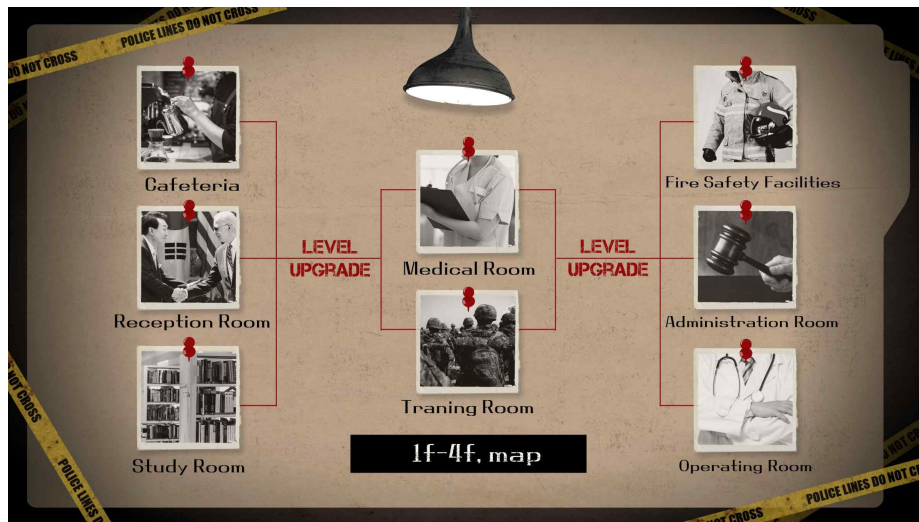 POLICE LINES DO NOT CROSS
DO NOT CROSS
Cafeteria
Reception Room
Study Room
LEVEL
UPGRADE
Medical Room
Traning Room
LEVEL
UPGRADE
Fire Safety Facilities
Administration Room
Operating Room
1f-4f, map
NOT CROSS
POLICE LINES
POLICE LINES DO NOT CROSS